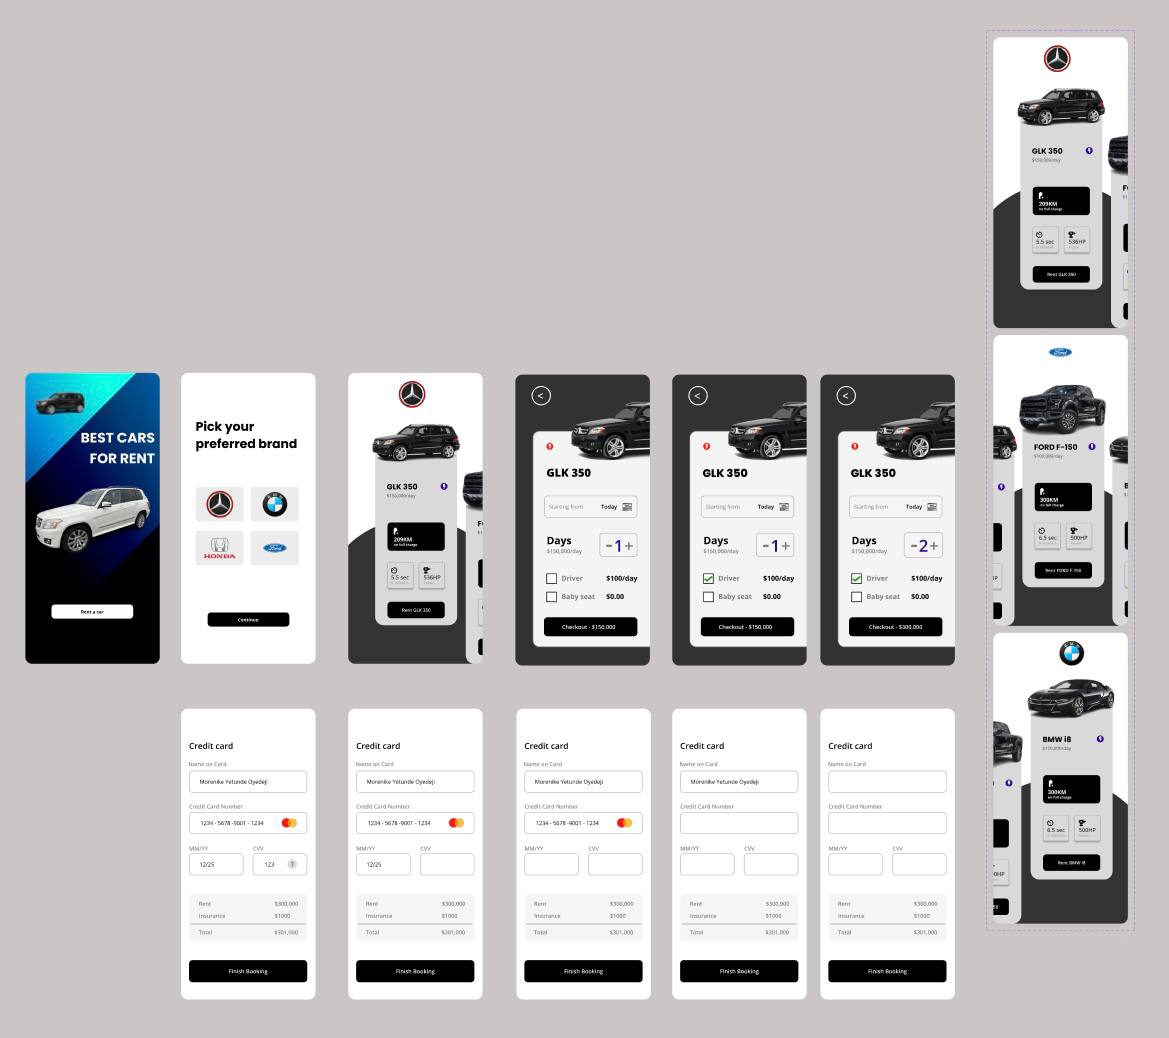 GLK 350
$150,000/day
209KM
on full charge
5.5 sec
536HP
Rent GLK 350
Ford
FORD F-150
$100,000/day
300KM
on full charge
6.5 sec
500HP
Rent FORD F-150
BMW i8
300KM
on full charge
6.5 sec
500HP
Rent BMW i8
BEST CARS
FOR RENT
Rent a car
Pick your
preferred brand
HONDA
Ford
Continue
GLK 350
$150,000/day
209KM
on full charge
5.5 sec
536HP
Rent GLK 350
<
GLK 350
Starting from
Today
Days
$150,000/day
-1+
Driver
$100/day
Baby seat
$0.00
Checkout - $150,000
<
GLK 350
Starting from
Today
Days
$150,000/day
-1+
Driver
$100/day
Baby seat
$0.00
Checkout - $150,000
<
GLK 350
Starting from
Today
Days
$150,000/day
-2+
Driver
$100/day
Baby seat
$0.00
Checkout - $300,000
Credit card
Name on Card
Morenike Yetunde Oyedeji
Credit Card Number
1234 - 5678 -9001 - 1234
MM/YY
CVV
12/25
123
?
Rent
$300,000
Insurance
$1000
Total
$301,000
Finish Booking
Credit card
Name on Card
Morenike Yetunde Oyedeji
Credit Card Number
1234 - 5678 -9001 - 1234
MM/YY
CVV
12/25
Rent
$300,000
Insurance
$1000
Total
$301,000
Finish Booking
Credit card
Name on Card
Morenike Yetunde Oyedeji
Credit Card Number
1234 - 5678 -9001 - 1234
MM/YY
CVV
Rent
$300,000
Insurance
$1000
Total
$301,000
Finish Booking
Credit card
Name on Card
Morenike Yetunde Oyedeji
Credit Card Number
MM/YY
CVV
Rent
$300,000
Insurance
$1000
Total
$301,000
Finish Booking
Credit card
Name on Card
Credit Card Number
MM/YY
CVV
Rent
$300,000
Insurance
$1000
Total
$301,000
Finish Booking